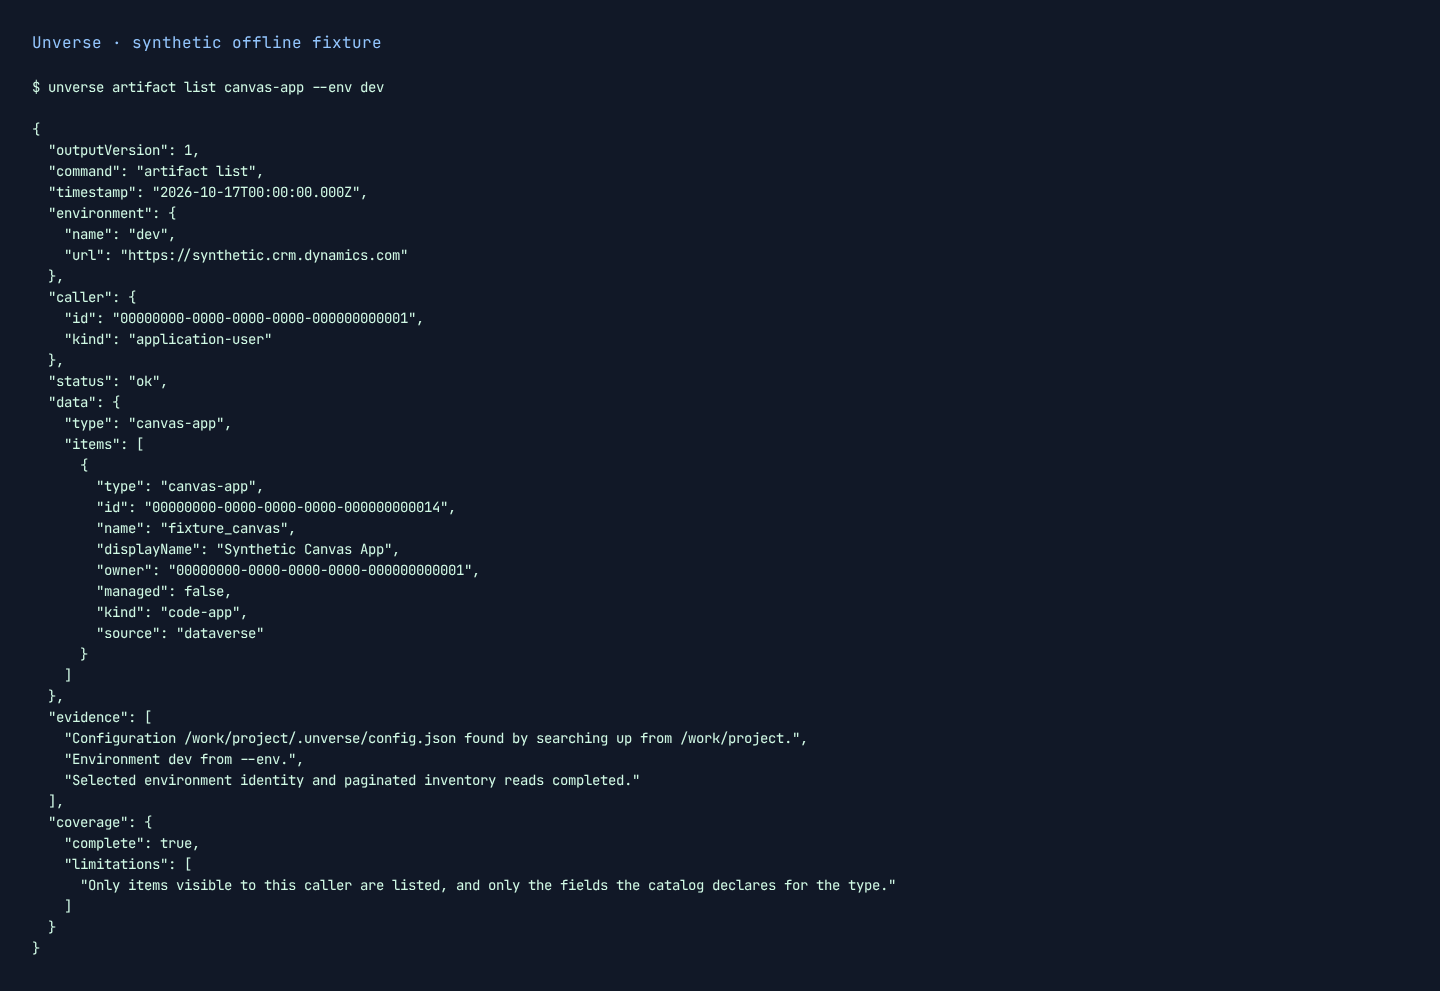 Unverse · synthetic offline fixture
$ unverse artifact list canvas-app --env dev
{
  "outputVersion": 1,
  "command": "artifact list",
  "timestamp": "2026-10-17T00:00:00.000Z",
  "environment": {
    "name": "dev",
    "url": "https://synthetic.crm.dynamics.com"
  },
  "caller": {
    "id": "00000000-0000-0000-0000-000000000001",
    "kind": "application-user"
  },
  "status": "ok",
  "data": {
    "type": "canvas-app",
    "items": [
      {
        "type": "canvas-app",
        "id": "00000000-0000-0000-0000-000000000014",
        "name": "fixture_canvas",
        "displayName": "Synthetic Canvas App",
        "owner": "00000000-0000-0000-0000-000000000001",
        "managed": false,
        "kind": "code-app",
        "source": "dataverse"
      }
    ]
  },
  "evidence": [
    "Configuration /work/project/.unverse/config.json found by searching up from /work/project.",
    "Environment dev from --env.",
    "Selected environment identity and paginated inventory reads completed."
  ],
  "coverage": {
    "complete": true,
    "limitations": [
      "Only items visible to this caller are listed, and only the fields the catalog declares for the type."
    ]
  }
}